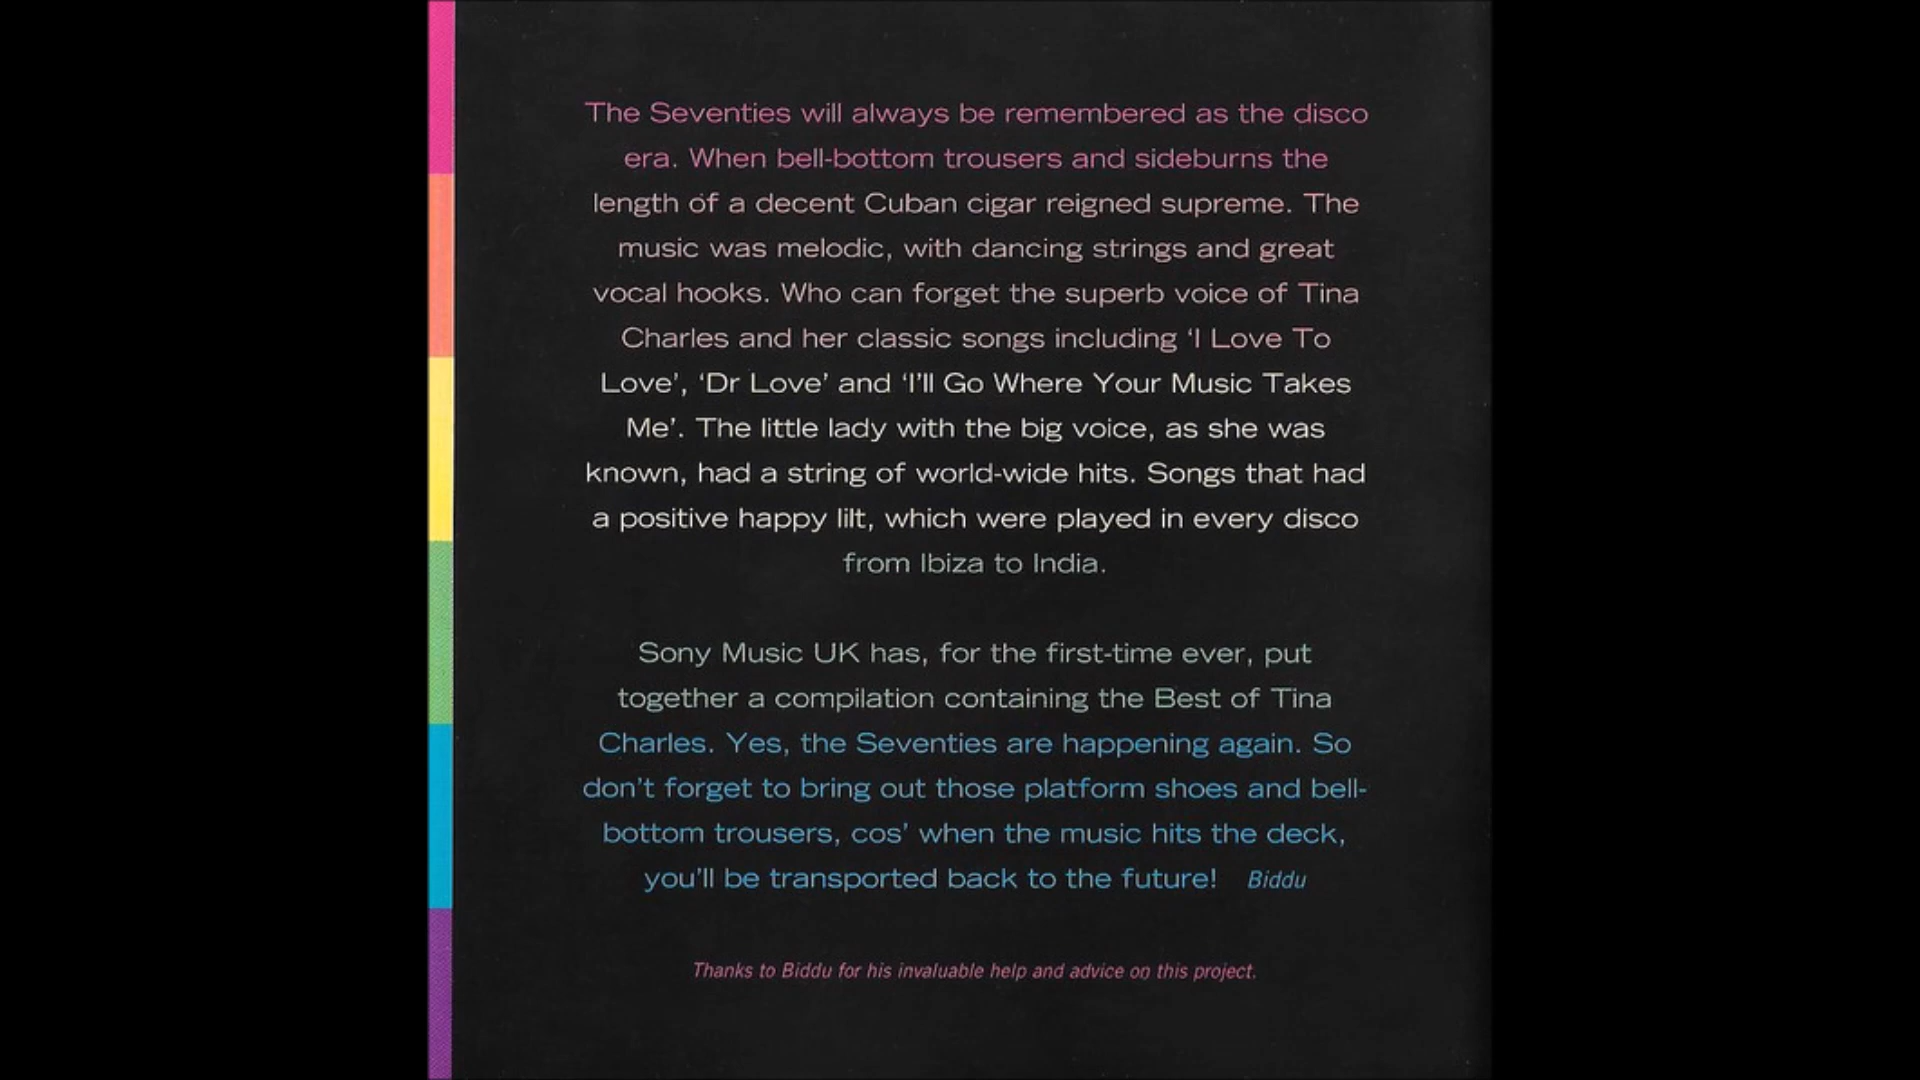 The Seventies will always be remembered as the disco
era. When bell-bottom trousers and sideburns the
length of a decent Cuban cigar reigned supreme. The
music was melodic, with dancing strings and great
vocal hooks. Who can forget the superb voice of Tina
Charles and her classic songs including ‘I Love To
Love’, ‘Dr Love’ and ‘I’ll Go Where Your Music Takes
Me’. The little lady with the big voice, as she was
known, had a string of world-wide hits. Songs that had
a positive happy lilt, which were played in every disco
from Ibiza to India.
Sony Music UK has, for the first-time ever, put
together a compilation containing the Best of Tina
Charles. Yes, the Seventies are happening again. So
don’t forget to bring out those platform shoes and bell-
bottom trousers, cos’ when the music hits the deck,
you’ll be transported back to the future! Biddu
Thanks to Biddu for his invaluable help and advice on this project.